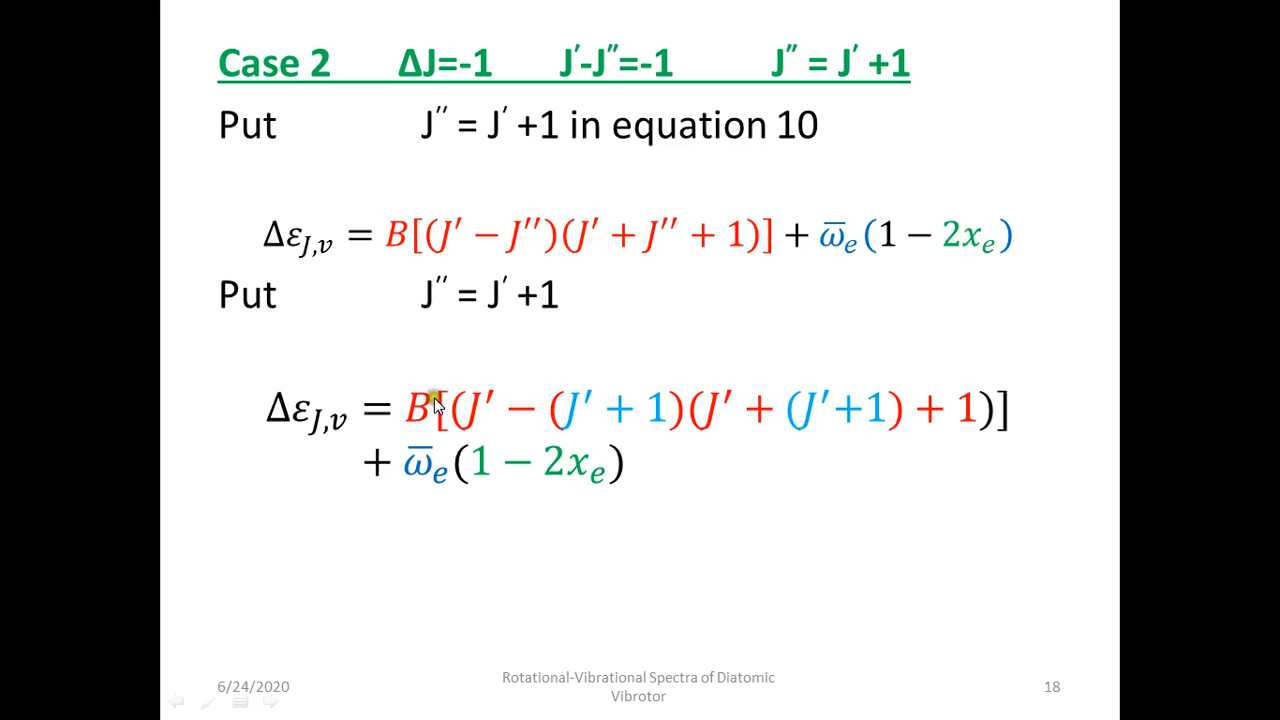 Case 2 ΔJ=-1 J′-J″=-1 J″ = J′ +1
Put J″ = J′ +1 in equation 10
Δε_{J,v} = B[(J′ − J′′)(J′ + J′′ + 1)] + ω̅_e(1 − 2x_e)
Put J″ = J′ +1
Δε_{J,v} = B[(J′ − (J′ + 1)(J′ + (J′+1) + 1)]
+ ω̅_e(1 − 2x_e)
6/24/2020
Rotational-Vibrational Spectra of Diatomic
Vibrotor
18